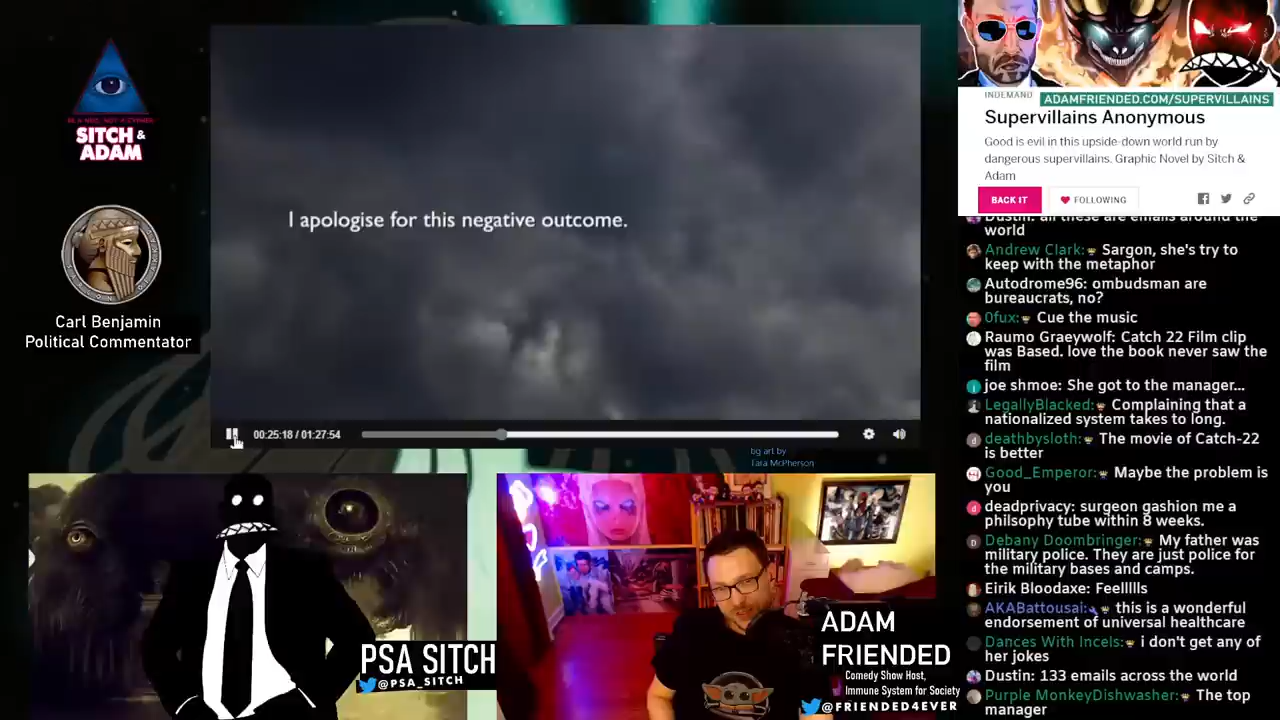 BE A NEO, NOT A CYPHER
SITCH &
ADAM
SARGON OF AKKAD
Carl Benjamin
Political Commentator
I apologise for this negative outcome.
00:25:18 / 01:27:54
bg art by
Tara McPherson
PSA SITCH
@PSA_SITCH
ADAM
FRIENDED
Comedy Show Host,
Immune System for Society
@FRIENDED4EVER
INDEMAND
ADAMFRIENDED.COM/SUPERVILLAINS
Supervillains Anonymous
Good is evil in this upside-down world run by
dangerous supervillains. Graphic Novel by Sitch &
Adam
BACK IT
FOLLOWING
Dustin: all these are emails around the
world
Andrew Clark: Sargon, she's try to
keep with the metaphor
Autodrome96: ombudsman are
bureaucrats, no?
0fux: Cue the music
Raumo Graeywolf: Catch 22 Film clip
was Based. love the book never saw the
film
joe shmoe: She got to the manager...
LegallyBlacked: Complaining that a
nationalized system takes to long.
deathbysloth: The movie of Catch-22
is better
Good_Emperor: Maybe the problem is
you
deadprivacy: surgeon gashion me a
philsophy tube within 8 weeks.
Debany Doombringer: My father was
military police. They are just police for
the military bases and camps.
Eirik Bloodaxe: Feelllls
AKABattousai: this is a wonderful
endorsement of universal healthcare
Dances With Incels: i don't get any of
her jokes
Dustin: 133 emails across the world
Purple MonkeyDishwasher: The top
manager